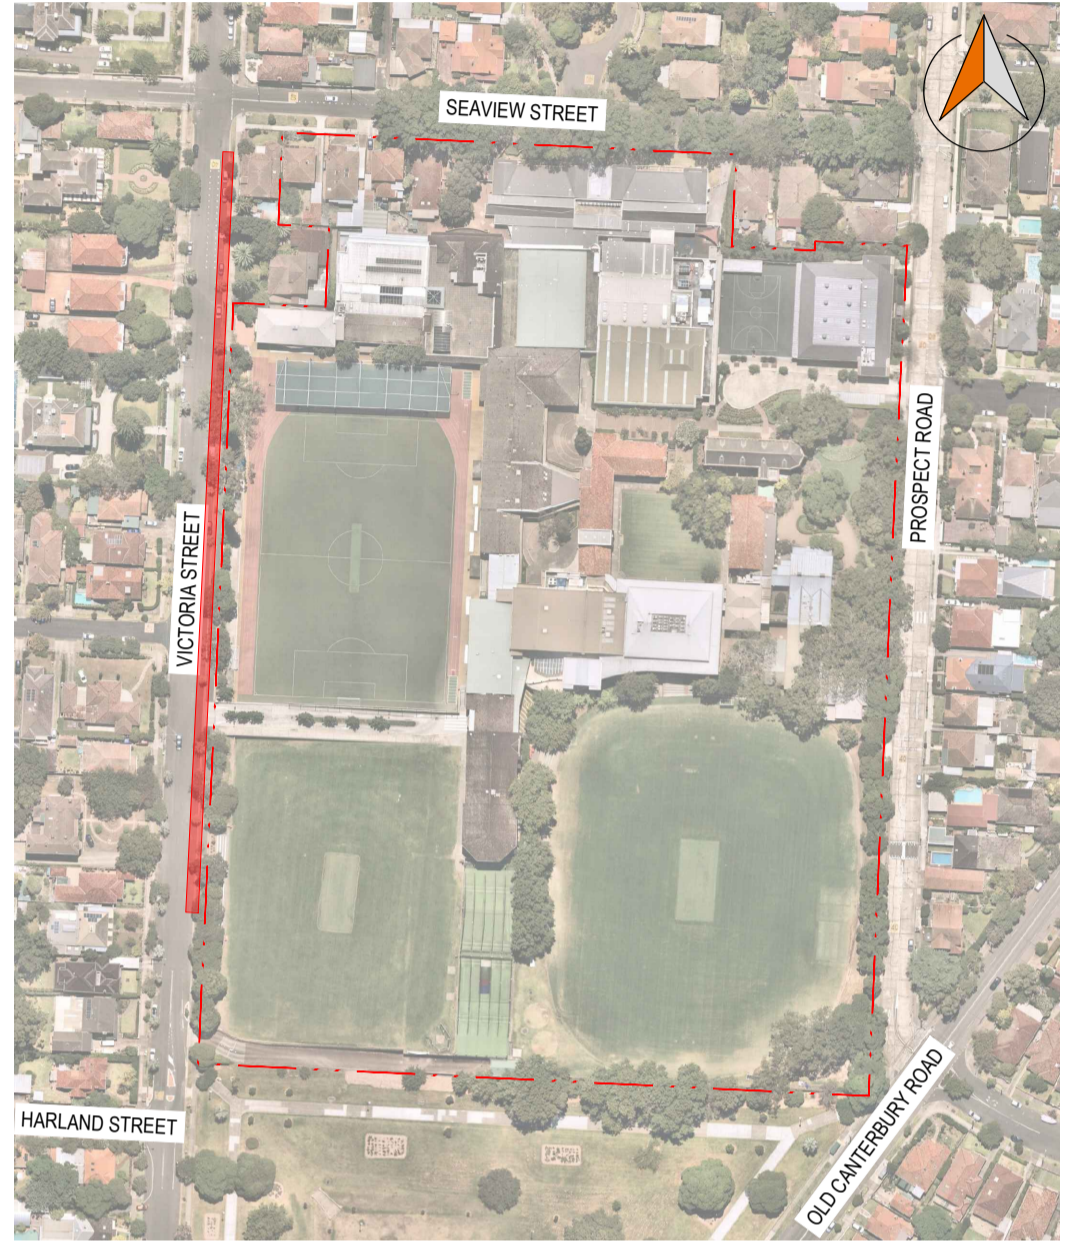 SEAVIEW STREET
PROSPECT ROAD
VICTORIA STREET
OLD CANTERBURY ROAD
HARLAND STREET